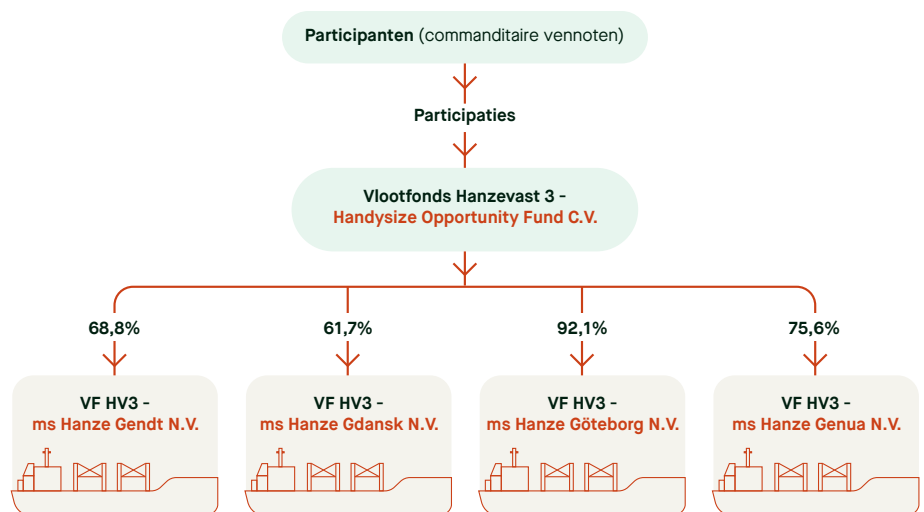 Participanten (commanditaire vennoten)
Participaties
Vlootfonds Hanzevast 3 -
Handysize Opportunity Fund C.V.
68,8%
61,7%
92,1%
75,6%
VF HV3 -
ms Hanze Gendt N.V.
VF HV3 -
ms Hanze Gdansk N.V.
VF HV3 -
ms Hanze Göteborg N.V.
VF HV3 -
ms Hanze Genua N.V.